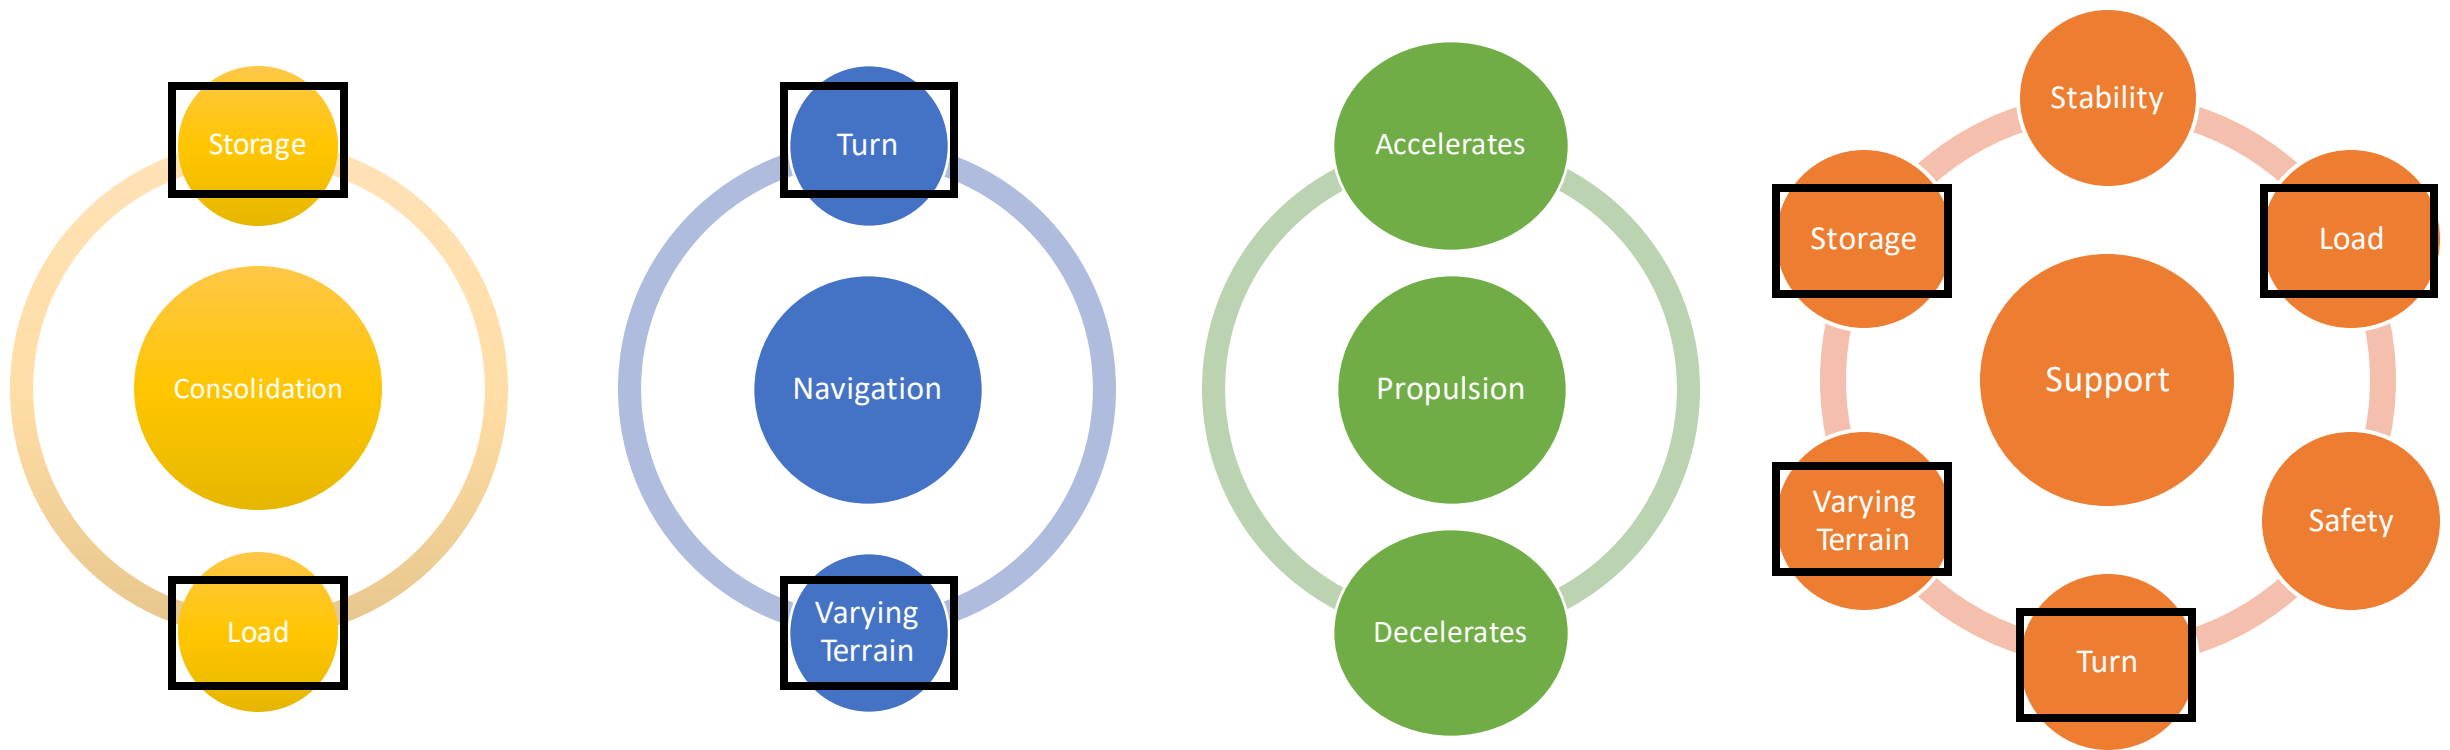 Storage
Consolidation
Load
Turn
Navigation
Varying
Terrain
Accelerates
Propulsion
Decelerates
Stability
Storage
Load
Support
Varying
Terrain
Safety
Turn